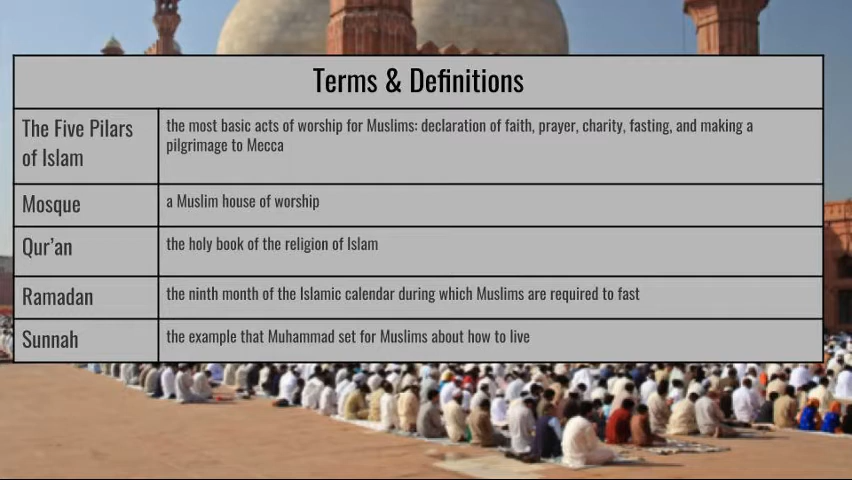 Terms & Definitions
The Five Pilars
of Islam
the most basic acts of worship for Muslims: declaration of faith, prayer, charity, fasting, and making a
pilgrimage to Mecca
Mosque
a Muslim house of worship
Qur’an
the holy book of the religion of Islam
Ramadan
the ninth month of the Islamic calendar during which Muslims are required to fast
Sunnah
the example that Muhammad set for Muslims about how to live